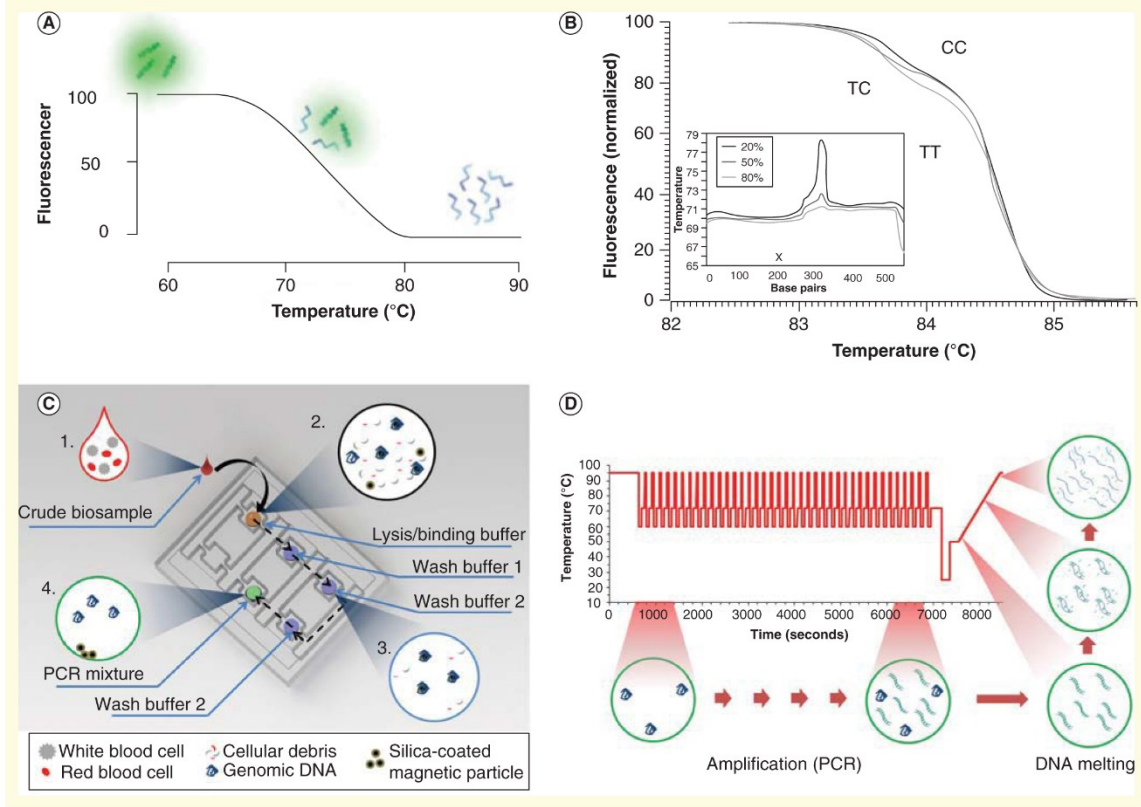 A
Fluorescencer
100
50
0
60
70
80
90
Temperature (°C)
B
Fluorescence (normalized)
100
80
60
40
20
0
CC
TC
TT
79
77
75
73
71
69
67
65
Temperature
20%
50%
80%
X
0
100
200
300
400
500
Base pairs
82
83
84
85
Temperature (°C)
C
1.
2.
Crude biosample
Lysis/binding buffer
Wash buffer 1
4.
Wash buffer 2
3.
PCR mixture
Wash buffer 2
White blood cell
Cellular debris
Silica-coated
magnetic particle
Red blood cell
Genomic DNA
D
Temperature (°C)
100
90
80
70
60
50
40
30
20
10
0
1000
2000
3000
4000
5000
6000
7000
8000
Time (seconds)
Amplification (PCR)
DNA melting